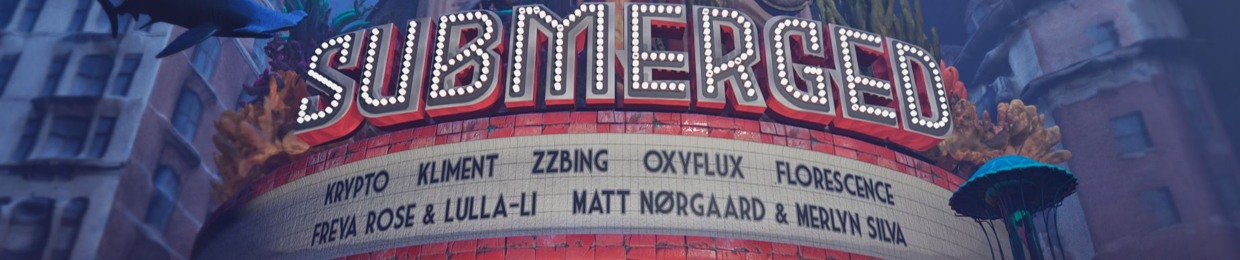 SUBMERGED
KRYPTO KLIMENT ZZBING OXYFLUX FLORESCENCE
FREYA ROSE & LULLA-LI MATT NØRGAARD & MERLYN SILVA